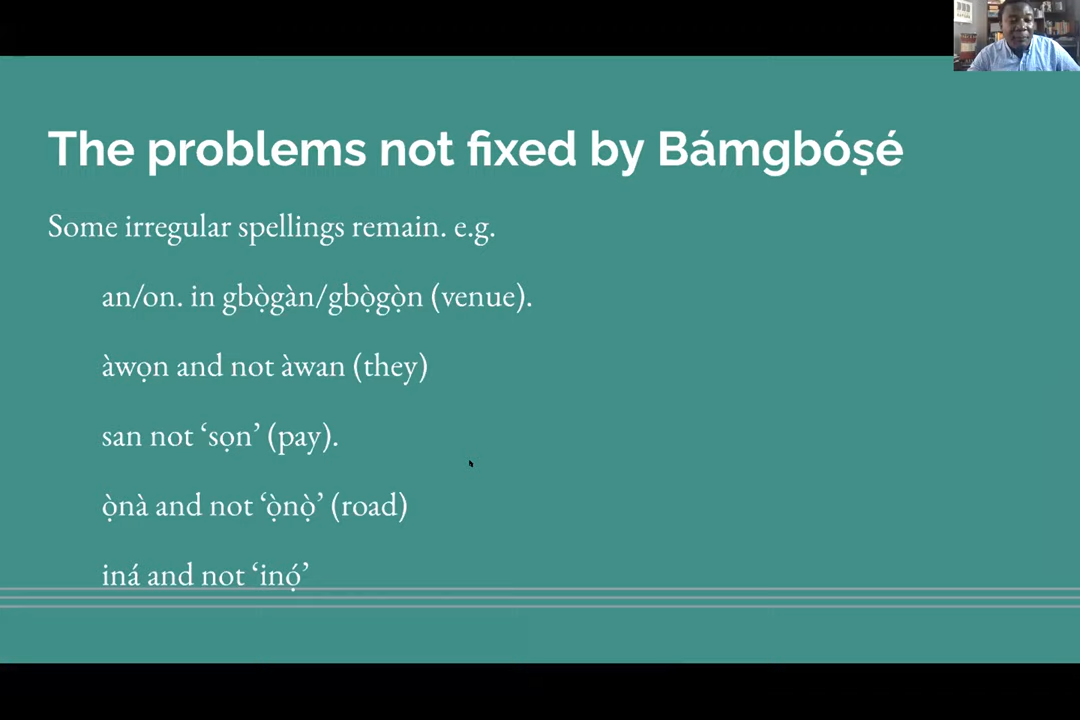 The problems not fixed by Bámgbóṣé
Some irregular spellings remain. e.g.
an/on. in gbọ̀gàn/gbọ̀gọ̀n (venue).
àwọn and not àwan (they)
san not ‘sọn’ (pay).
ọ̀nà and not ‘ọ̀nọ̀’ (road)
iná and not ‘inọ́’